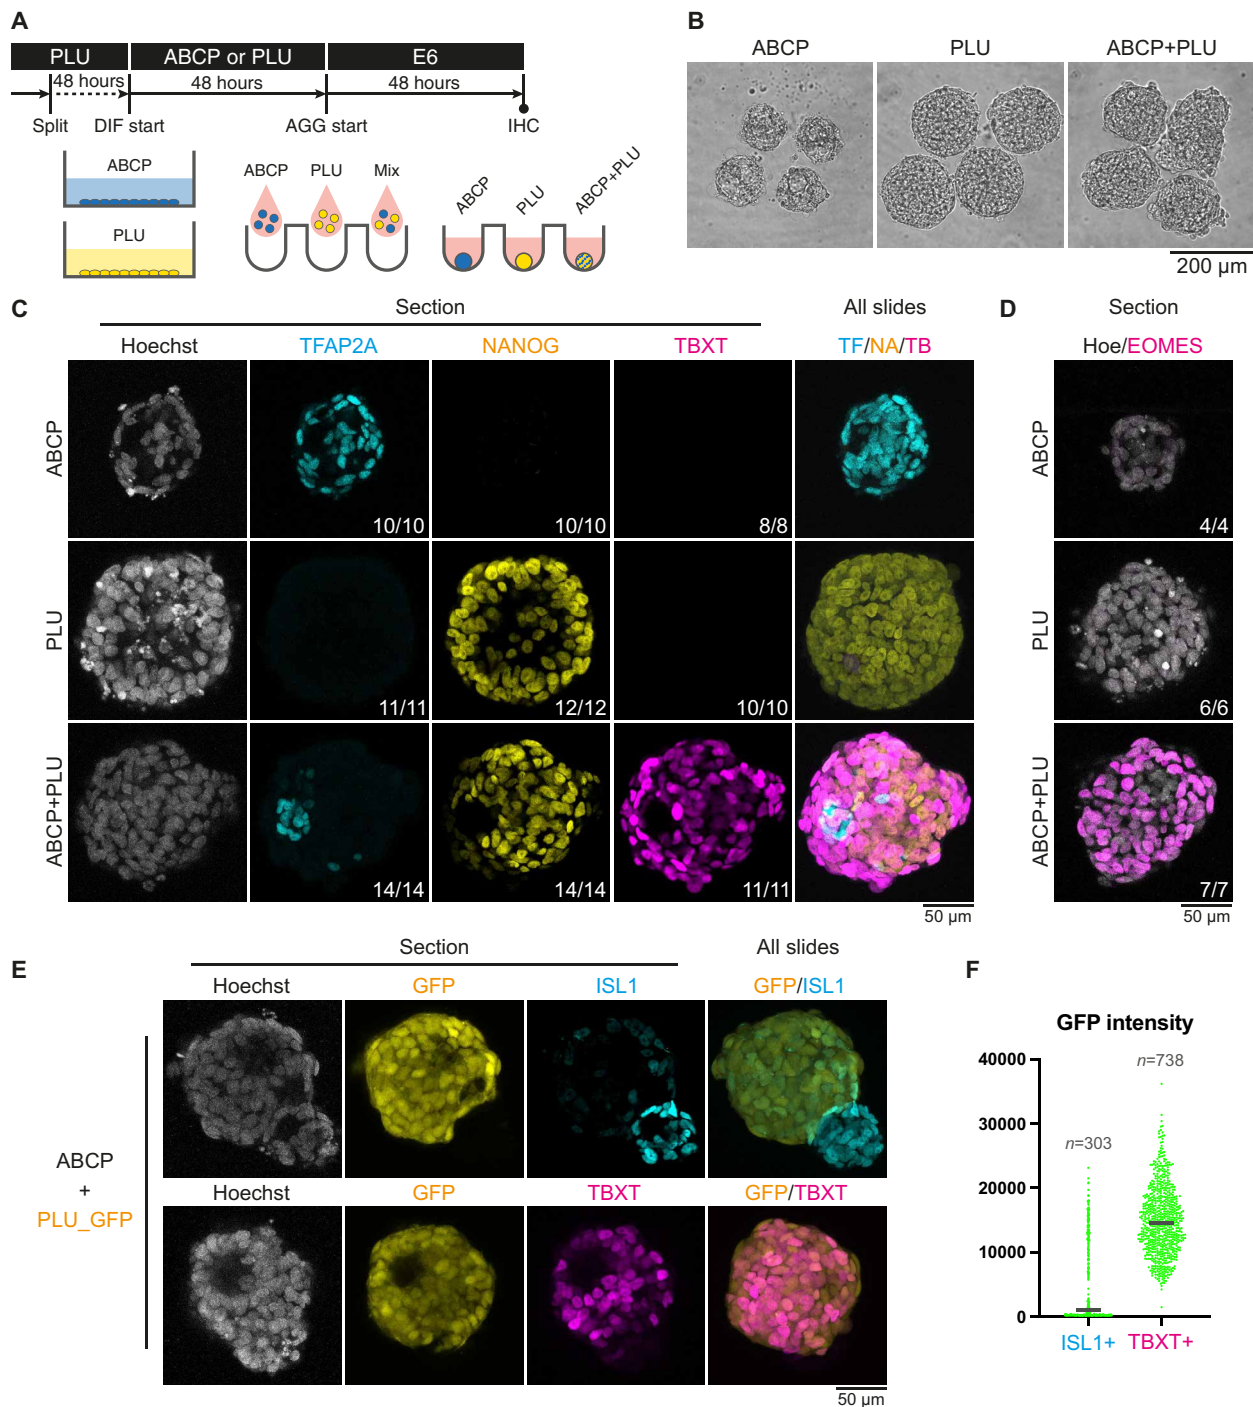 A
PLU
ABCP or PLU
E6
48 hours
48 hours
48 hours
Split
DIF start
AGG start
IHC
ABCP
PLU
ABCP
PLU
Mix
ABCP
PLU
ABCP+PLU
B
ABCP
PLU
ABCP+PLU
200 µm
C
Section
All slides
Hoechst
TFAP2A
NANOG
TBXT
TF/NA/TB
ABCP
10/10
10/10
8/8
PLU
11/11
12/12
10/10
ABCP+PLU
14/14
14/14
11/11
50 µm
D
Section
Hoe/EOMES
ABCP
4/4
PLU
6/6
ABCP+PLU
7/7
50 µm
E
Section
All slides
Hoechst
GFP
ISL1
GFP/ISL1
ABCP
+
PLU_GFP
Hoechst
GFP
TBXT
GFP/TBXT
50 µm
F
GFP intensity
40000
30000
20000
10000
0
n=303
n=738
ISL1+
TBXT+